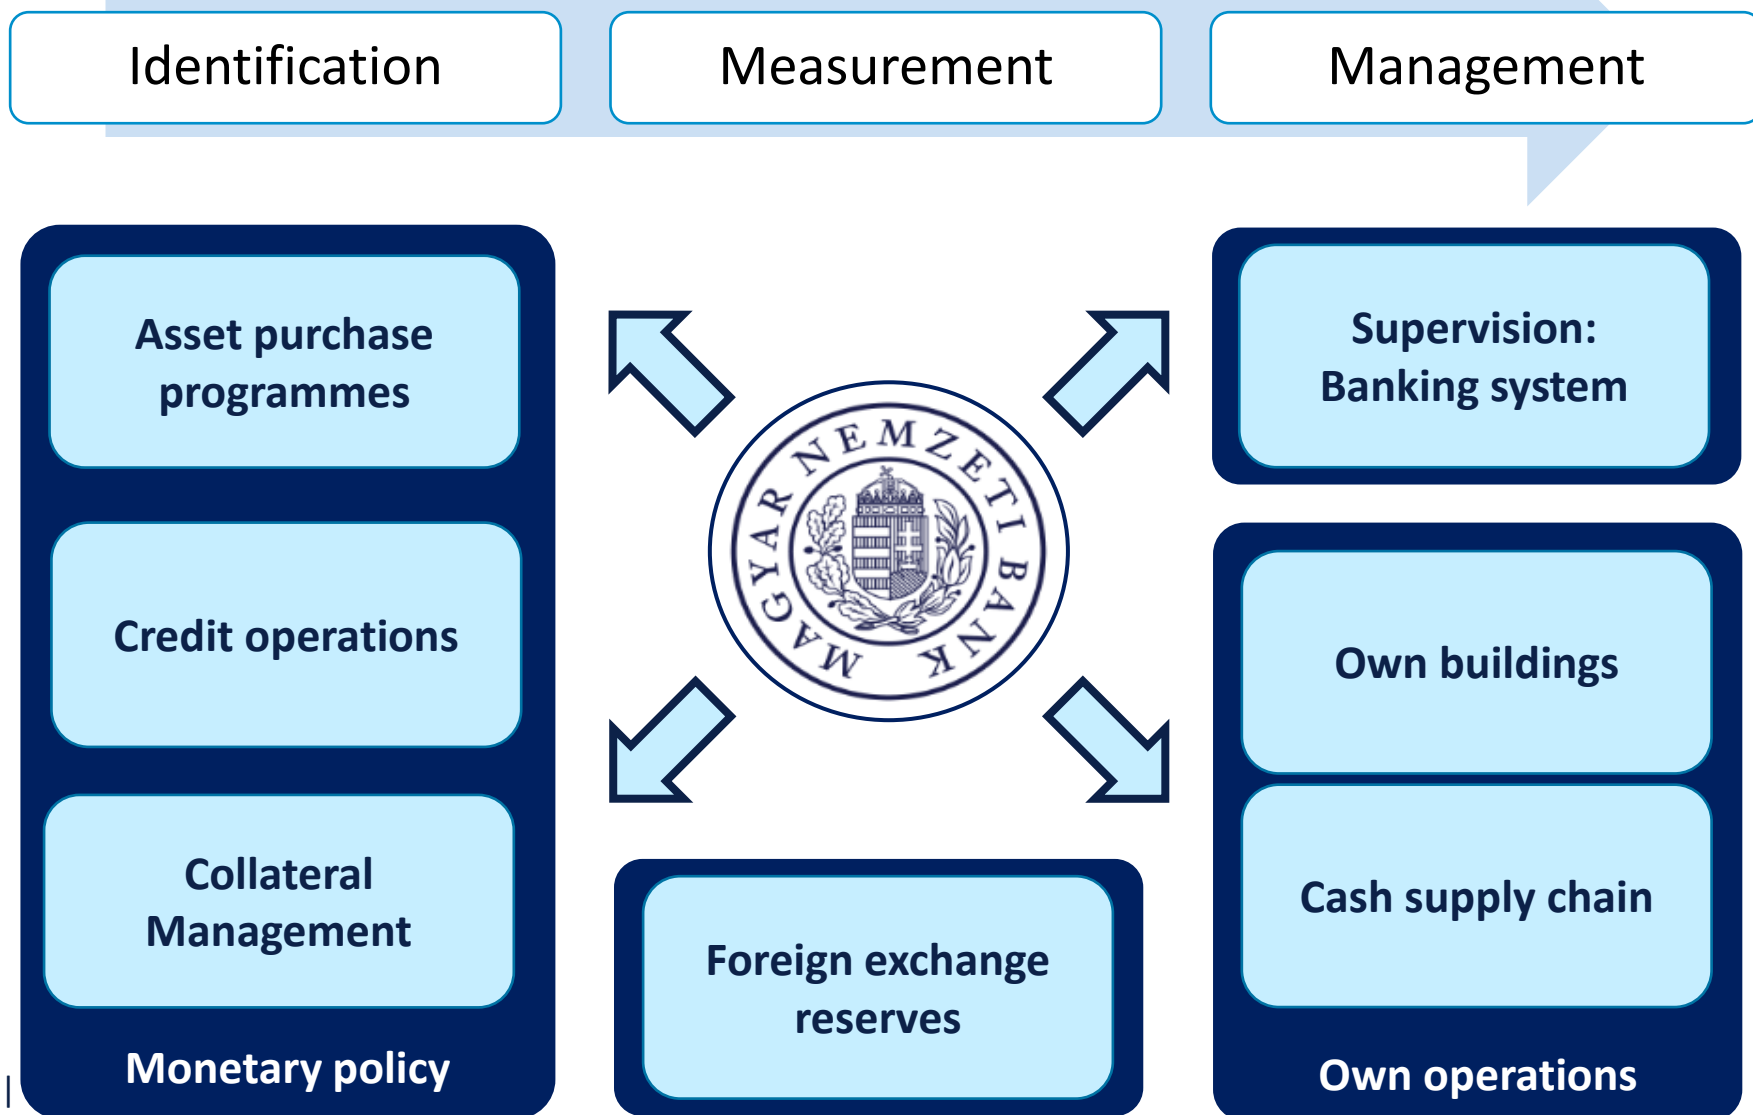 Identification
Measurement
Management
Asset purchase
programmes
Credit operations
Collateral
Management
Monetary policy
MAGYAR NEMZETI BANK
Foreign exchange
reserves
Supervision:
Banking system
Own buildings
Cash supply chain
Own operations